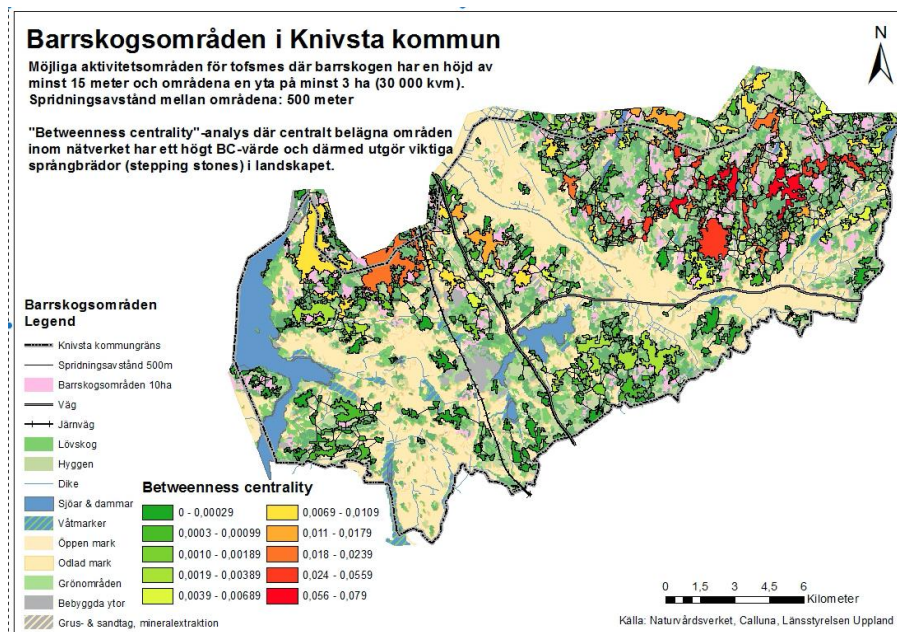 Barrskogsområden i Knivsta kommun
Möjliga aktivitetsområden för tofsmes där barrskogen har en höjd av
minst 15 meter och områdena en yta på minst 3 ha (30 000 kvm).
Spridningsavstånd mellan områdena: 500 meter
"Betweenness centrality"-analys där centralt belägna områden
inom nätverket har ett högt BC-värde och därmed utgör viktiga
språngbrädor (stepping stones) i landskapet.
N
Barrskogsområden
Legend
Knivsta kommungräns
Spridningsavstånd 500m
Barrskogsområden 10ha
Väg
Järnväg
Lövskog
Hyggen
Dike
Sjöar & dammar
Våtmarker
Öppen mark
Odlad mark
Grönområden
Bebyggda ytor
Grus- & sandtag, mineralextraktion
Betweenness centrality
0 - 0,00029
0,0003 - 0,00099
0,0010 - 0,00189
0,0019 - 0,00389
0,0039 - 0,00689
0,0069 - 0,0109
0,011 - 0,0179
0,018 - 0,0239
0,024 - 0,0559
0,056 - 0,079
0 1,5 3 4,5 6
Kilometer
Källa: Naturvårdsverket, Calluna, Länsstyrelsen Uppland